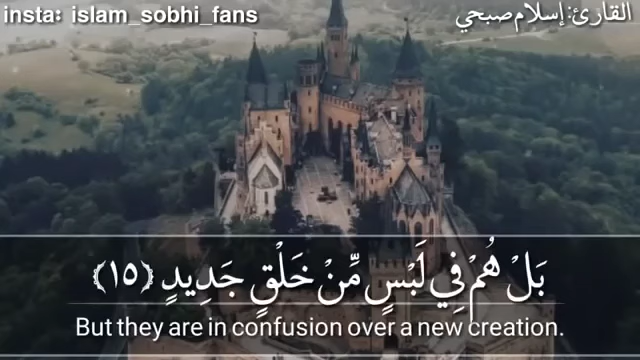 insta: islam_sobhi_fans
القارئ: إسلام صبحي
بَلْ هُمْ فِي لَبْسٍ مِّنْ خَلْقٍ جَدِيدٍ ﴿١٥﴾
But they are in confusion over a new creation.